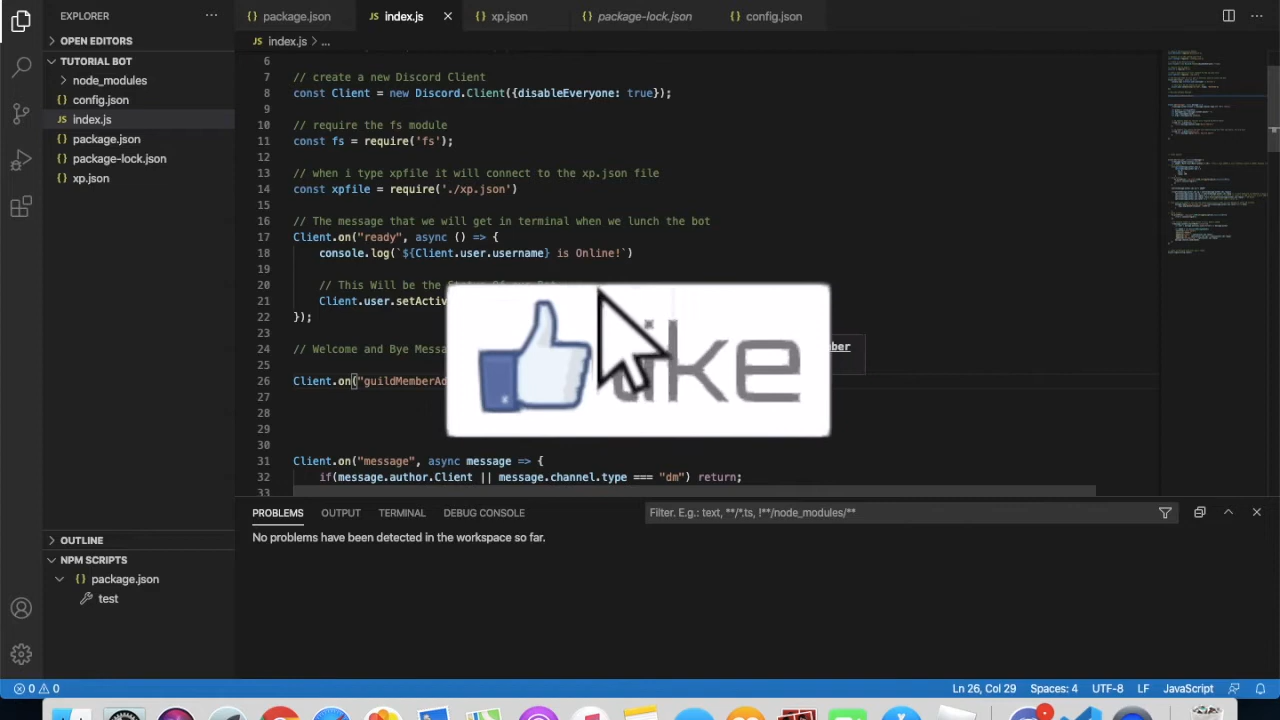 EXPLORER
package.json
index.js
xp.json
package-lock.json
config.json
OPEN EDITORS
TUTORIAL BOT
node_modules
config.json
index.js
package.json
package-lock.json
xp.json
index.js > ...
6
7 // create a new Discord Client
8 const Client = new Discord.Client({disableEveryone: true});
9
10 // require the fs module
11 const fs = require('fs');
12
13 // when i type xpfile it will connect to the xp.json file
14 const xpfile = require('./xp.json')
15
16 // The message that we will get in terminal when we lunch the bot
17 Client.on("ready", async () => {
18 console.log(`${Client.user.username} is Online!`)
19
20 // This Will be the
21 Client.user.setActiv
22 });
23
24 // Welcome and Bye Messa
25
26 Client.on("guildMemberAd
27
28
29
30
31 Client.on("message", async message => {
32 if(message.author.Client || message.channel.type === "dm") return;
33
PROBLEMS OUTPUT TERMINAL DEBUG CONSOLE
Filter. E.g.: text, **/*.ts, !**/node_modules/**
No problems have been detected in the workspace so far.
OUTLINE
NPM SCRIPTS
package.json
test
0 0
Ln 26, Col 29 Spaces: 4 UTF-8 LF JavaScript